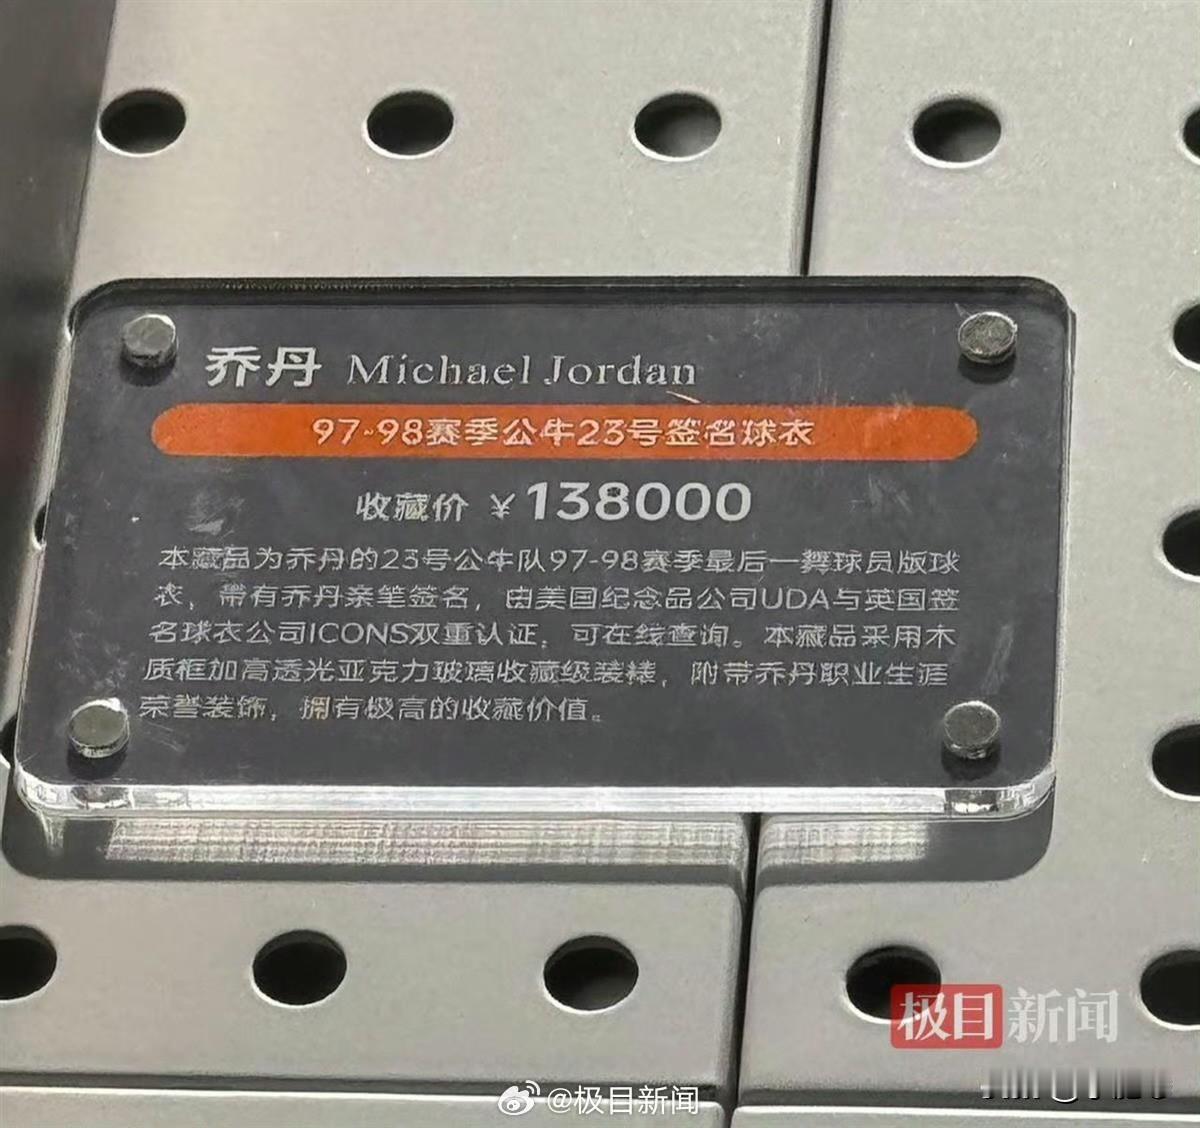 乔丹 Michael Jordan
97-98赛季公牛23号签名球衣
收藏价 ￥138000
本藏品为乔丹的23号公牛队97-98赛季最后一舞球员版球
衣，带有乔丹亲笔签名，由美国纪念品公司UDA与英国签
名球衣公司ICONS双重认证，可在线查询。本藏品采用木
质框加高透光亚克力玻璃收藏级装裱，附带乔丹职业生涯
荣誉装饰，拥有极高的收藏价值。
极目新闻
@极目新闻